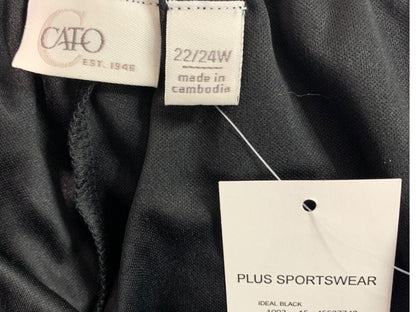 CATO
EST. 1946
22/24W
made in
cambodia
PLUS SPORTSWEAR
IDEAL BLACK